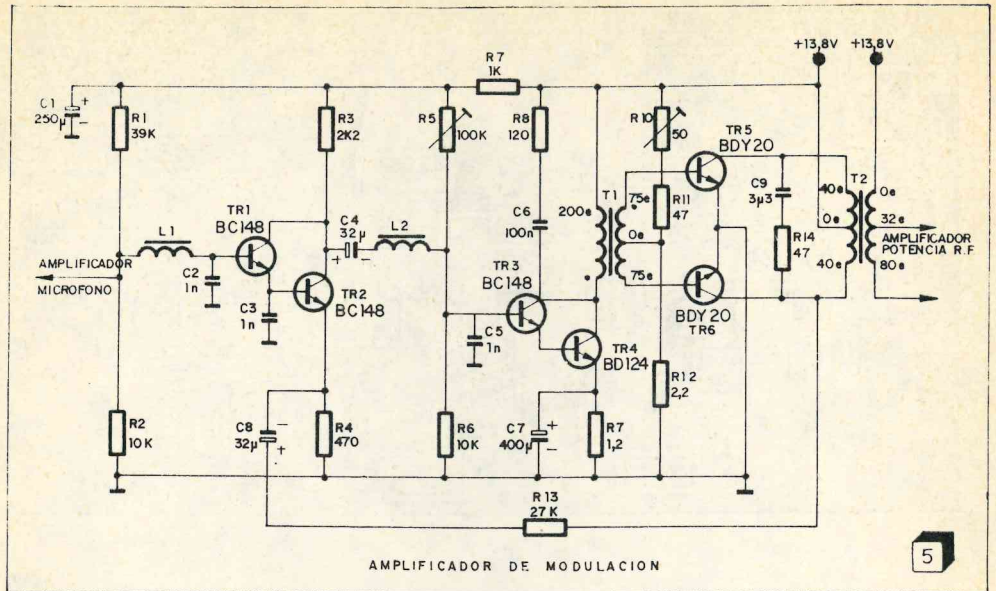 +13,8V +13,8V
R7
1K
C1
250µ
+
-
R1
39K
R3
2K2
R5
100K
R8
120
R10
50
TR5
BDY20
C9
3µ3
T2
40e
0e
40e
0e
32e
80e
AMPLIFICADOR
POTENCIA R.F
R14
47
T1
200e
75e
0e
75e
R11
47
C6
100n
TR1
BC148
C4
32µ
+ -
L2
L1
AMPLIFICADOR
MICROFONO
C2
1n
C3
1n
TR2
BC148
TR3
BC148
C5
1n
TR4
BD124
BDY20
TR6
R12
2,2
R2
10K
C8
32µ
-
+
R4
470
R6
10K
C7
400µ
+
-
R7
1,2
R13
27K
AMPLIFICADOR DE MODULACION
5